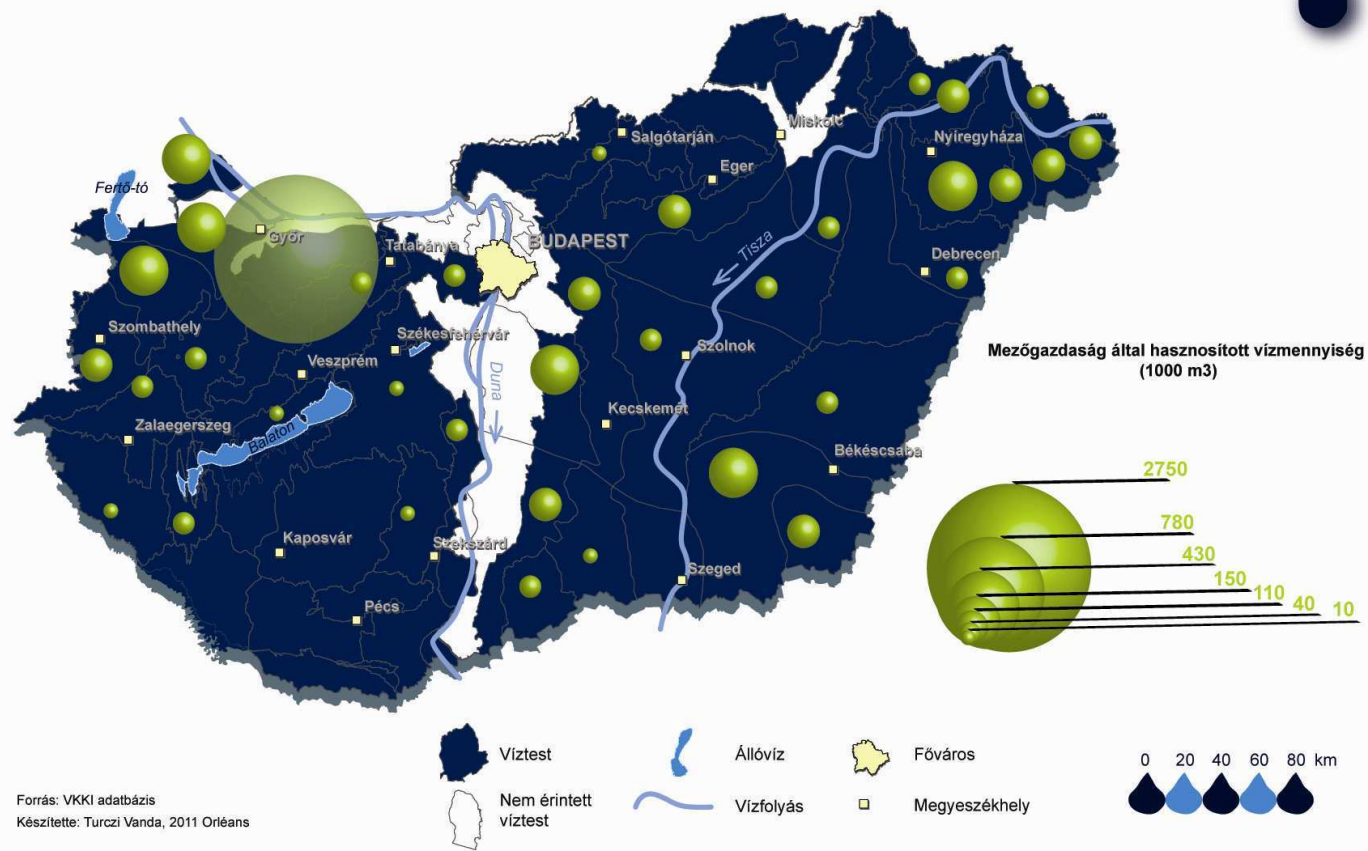 Salgótarján
Miskolc
Nyíregyháza
Eger
Fertő-tó
Győr
Tatabánya
BUDAPEST
Tisza
Debrecen
Szombathely
Székesfehérvár
Veszprém
Szolnok
Duna
Kecskemét
Zalaegerszeg
Balaton
Békéscsaba
Kaposvár
Szekszárd
Szeged
Pécs
Mezőgazdaság által hasznosított vízmennyiség
(1000 m3)
2750
780
430
150
110
40
10
Víztest
Állóvíz
Főváros
Nem érintett
víztest
Vízfolyás
Megyeszékhely
0 20 40 60 80 km
Forrás: VKKI adatbázis
Készítette: Turczi Vanda, 2011 Orléans